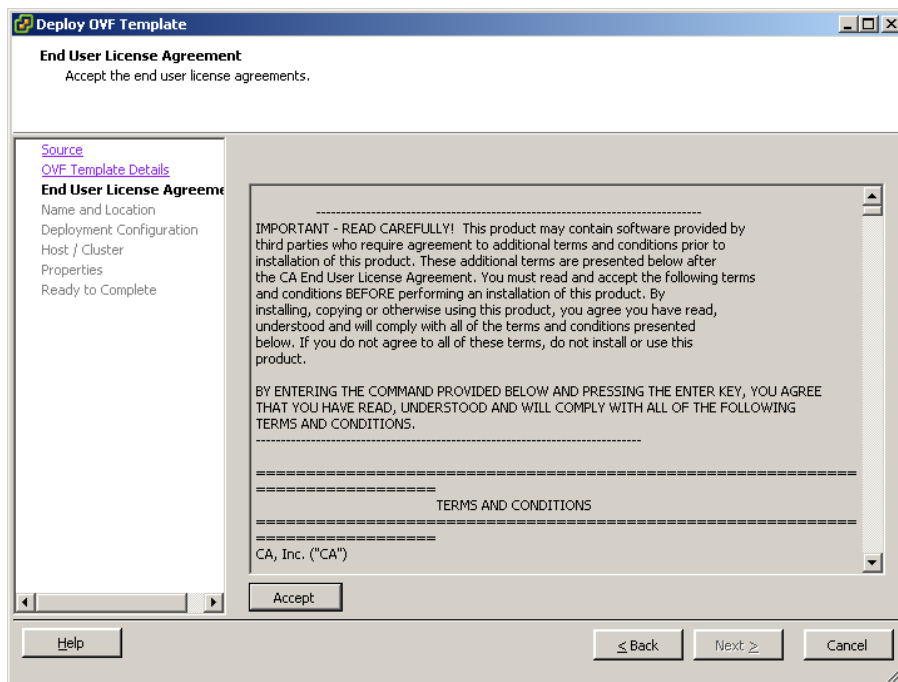 Deploy OVF Template
End User License Agreement
Accept the end user license agreements.
Source
OVF Template Details
End User License Agreeme
Name and Location
Deployment Configuration
Host / Cluster
Properties
Ready to Complete
--------------------------------------------------------------------------------
IMPORTANT - READ CAREFULLY!  This product may contain software provided by
third parties who require agreement to additional terms and conditions prior to
installation of this product. These additional terms are presented below after
the CA End User License Agreement. You must read and accept the following terms
and conditions BEFORE performing an installation of this product. By
installing, copying or otherwise using this product, you agree you have read,
understood and will comply with all of the terms and conditions presented
below. If you do not agree to all of these terms, do not install or use this
product.
BY ENTERING THE COMMAND PROVIDED BELOW AND PRESSING THE ENTER KEY, YOU AGREE
THAT YOU HAVE READ, UNDERSTOOD AND WILL COMPLY WITH ALL OF THE FOLLOWING
TERMS AND CONDITIONS.
--------------------------------------------------------------------------------
============================================================
==================
TERMS AND CONDITIONS
============================================================
==================
CA, Inc. ("CA")
Accept
Help
< Back
Next >
Cancel